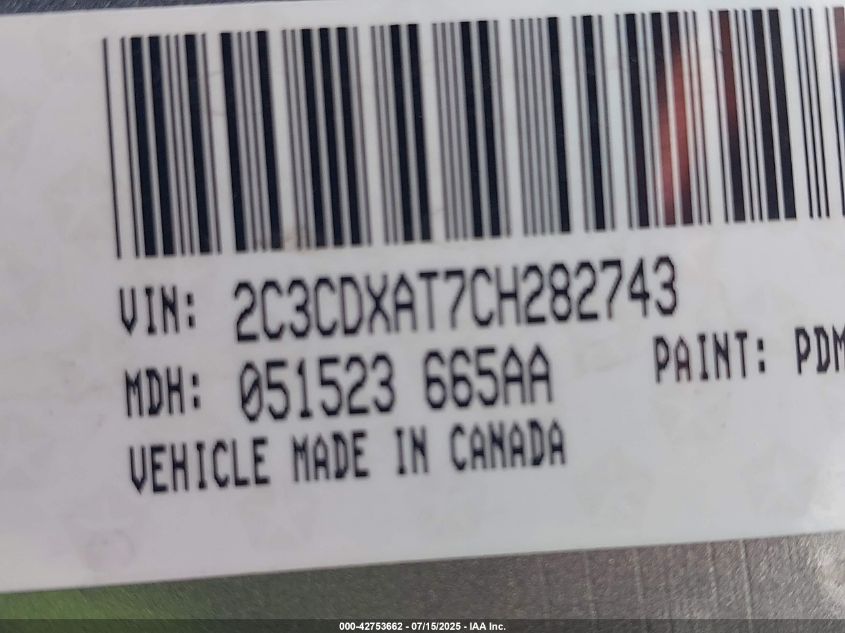 VIN: 2C3CDXAT7CH282743
MDH: 051523 665AA PAINT: PDM
VEHICLE MADE IN CANADA
000-42753662 - 07/15/2025 - IAA Inc.